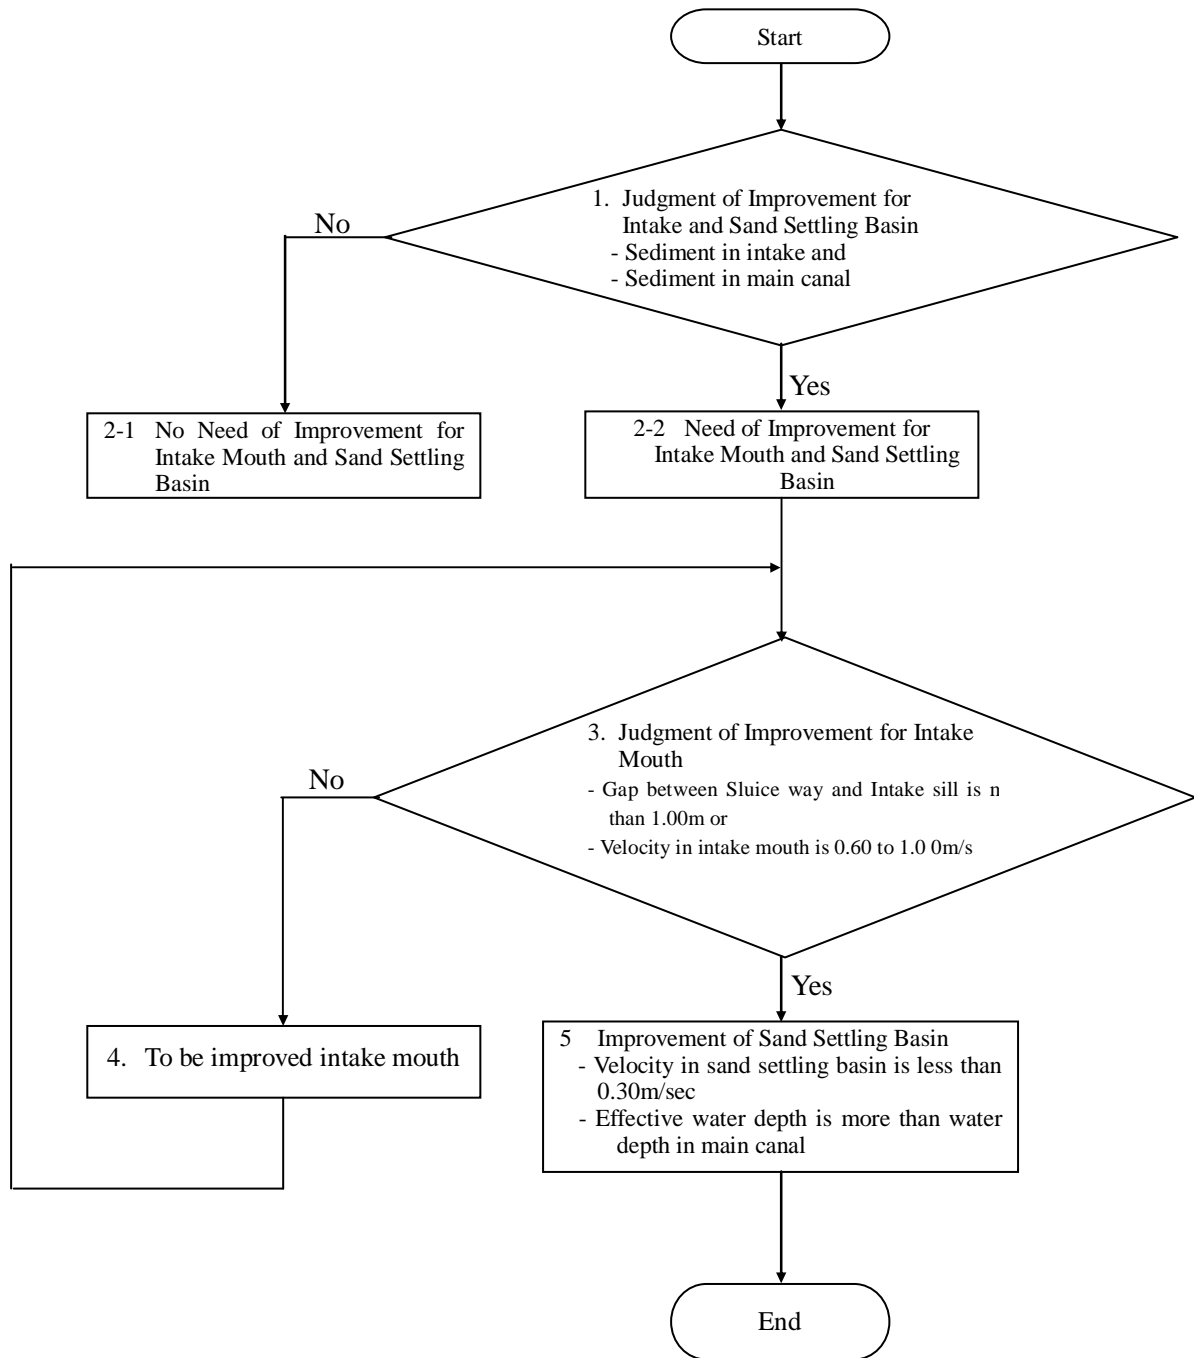 Start
1. Judgment of Improvement for
Intake and Sand Settling Basin
- Sediment in intake and
- Sediment in main canal
No
Yes
2-1 No Need of Improvement for
Intake Mouth and Sand Settling
Basin
2-2 Need of Improvement for
Intake Mouth and Sand Settling
Basin
3. Judgment of Improvement for Intake
Mouth
- Gap between Sluice way and Intake sill is
than 1.00m or
- Velocity in intake mouth is 0.60 to 1.0 0m/s
No
Yes
4. To be improved intake mouth
5 Improvement of Sand Settling Basin
- Velocity in sand settling basin is less than
0.30m/sec
- Effective water depth is more than water
depth in main canal
End